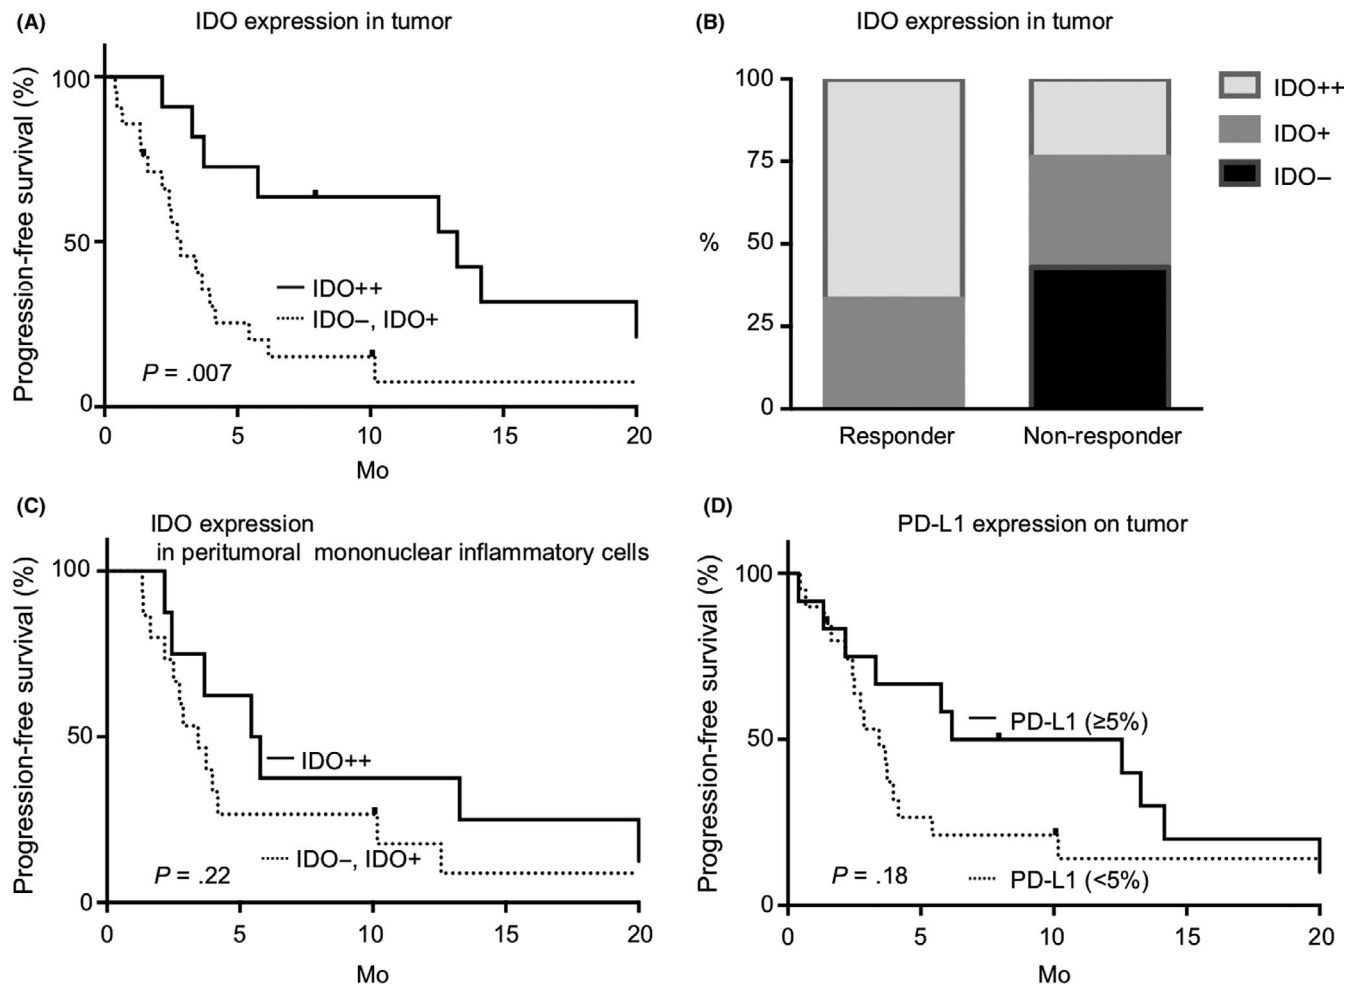 (A)
IDO expression in tumor
Progression-free survival (%)
100
50
0
IDO++
IDO–, IDO+
P = .007
0 5 10 15 20
Mo
(B)
IDO expression in tumor
%
100
75
50
25
0
Responder Non-responder
IDO++
IDO+
IDO–
(C)
IDO expression
in peritumoral mononuclear inflammatory cells
Progression-free survival (%)
100
50
0
IDO++
IDO–, IDO+
P = .22
0 5 10 15 20
Mo
(D)
PD-L1 expression on tumor
Progression-free survival (%)
100
50
0
PD-L1 (≥5%)
P = .18
PD-L1 (<5%)
0 5 10 15 20
Mo